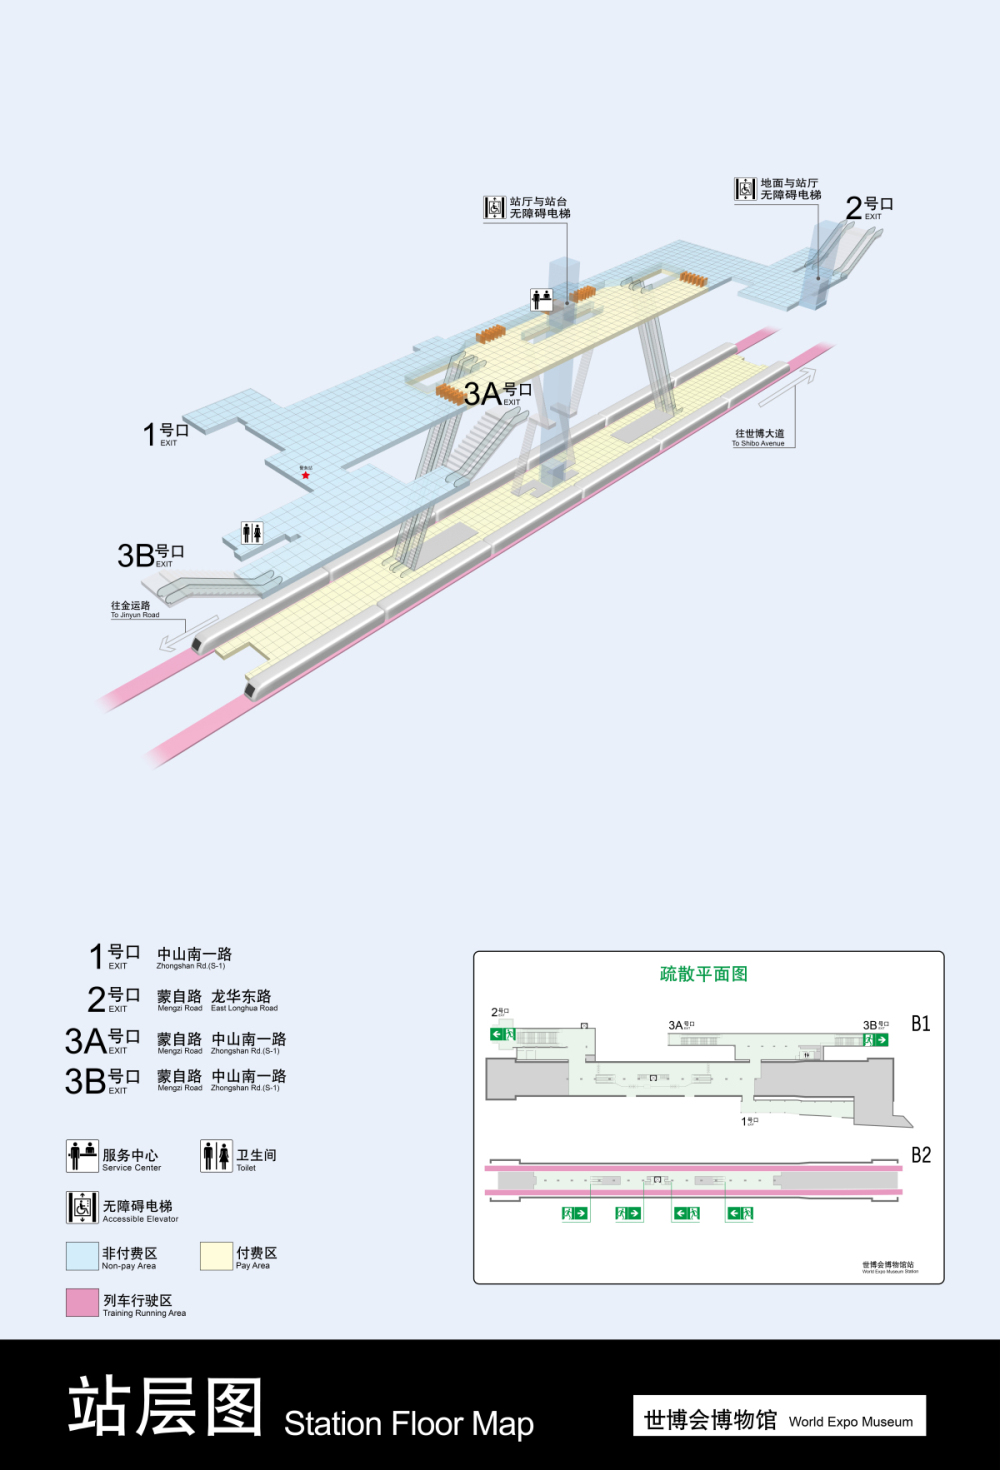 站厅与站台
无障碍电梯
地面与站厅
无障碍电梯
2号口
EXIT
3A号口
EXIT
1号口
EXIT
往世博大道
To Shibo Avenue
3B号口
EXIT
往金运路
To Jinyun Road
1号口
EXIT
中山南一路
Zhongshan Rd.(S-1)
2号口
EXIT
蒙自路 龙华东路
Mengzi Road East Longhua Road
3A号口
EXIT
蒙自路 中山南一路
Mengzi Road Zhongshan Rd.(S-1)
3B号口
EXIT
蒙自路 中山南一路
Mengzi Road Zhongshan Rd.(S-1)
服务中心
Service Center
卫生间
Toilet
无障碍电梯
Accessible Elevator
非付费区
Non-pay Area
付费区
Pay Area
列车行驶区
Training Running Area
疏散平面图
2号口
3A号口
3B号口
B1
1号口
B2
世博会博物馆站
World Expo Museum Station
站层图 Station Floor Map
世博会博物馆 World Expo Museum